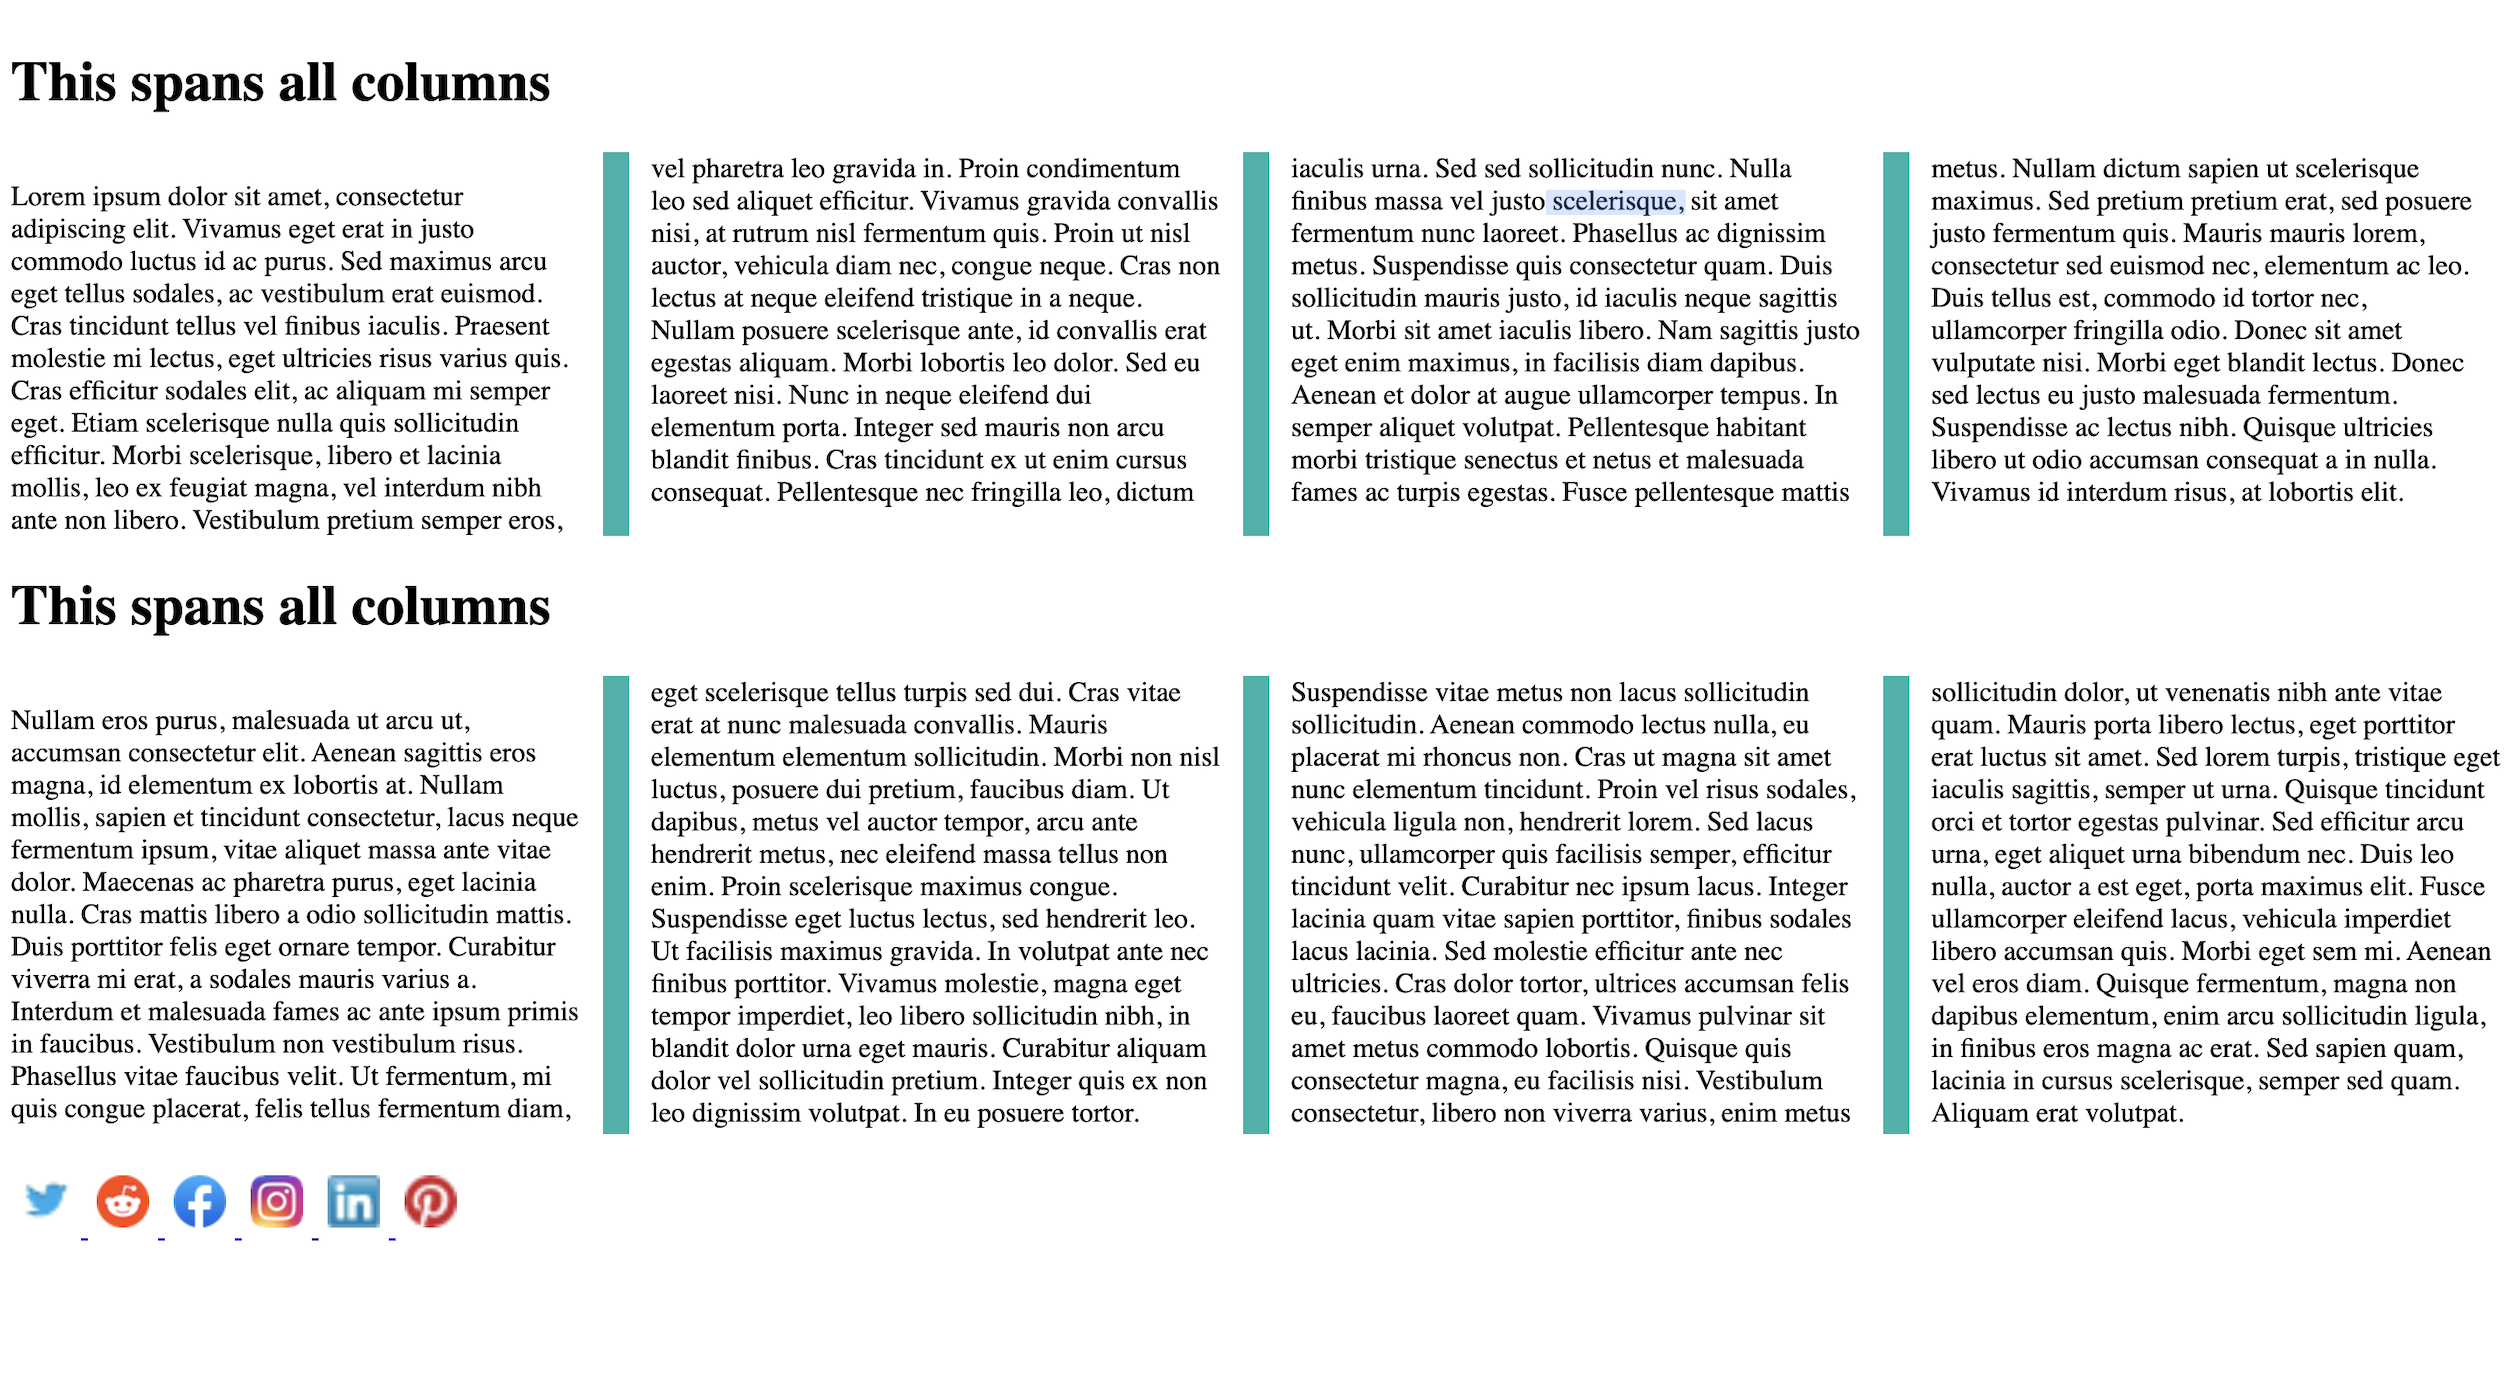 This spans all columns
Lorem ipsum dolor sit amet, consectetur
adipiscing elit. Vivamus eget erat in justo
commodo luctus id ac purus. Sed maximus arcu
eget tellus sodales, ac vestibulum erat euismod.
Cras tincidunt tellus vel finibus iaculis. Praesent
molestie mi lectus, eget ultricies risus varius quis.
Cras efficitur sodales elit, ac aliquam mi semper
eget. Etiam scelerisque nulla quis sollicitudin
efficitur. Morbi scelerisque, libero et lacinia
mollis, leo ex feugiat magna, vel interdum nibh
ante non libero. Vestibulum pretium semper eros,
vel pharetra leo gravida in. Proin condimentum
leo sed aliquet efficitur. Vivamus gravida convallis
nisi, at rutrum nisl fermentum quis. Proin ut nisl
auctor, vehicula diam nec, congue neque. Cras non
lectus at neque eleifend tristique in a neque.
Nullam posuere scelerisque ante, id convallis erat
egestas aliquam. Morbi lobortis leo dolor. Sed eu
laoreet nisi. Nunc in neque eleifend dui
elementum porta. Integer sed mauris non arcu
blandit finibus. Cras tincidunt ex ut enim cursus
consequat. Pellentesque nec fringilla leo, dictum
iaculis urna. Sed sed sollicitudin nunc. Nulla
finibus massa vel justo scelerisque, sit amet
fermentum nunc laoreet. Phasellus ac dignissim
metus. Suspendisse quis consectetur quam. Duis
sollicitudin mauris justo, id iaculis neque sagittis
ut. Morbi sit amet iaculis libero. Nam sagittis justo
eget enim maximus, in facilisis diam dapibus.
Aenean et dolor at augue ullamcorper tempus. In
semper aliquet volutpat. Pellentesque habitant
morbi tristique senectus et netus et malesuada
fames ac turpis egestas. Fusce pellentesque mattis
metus. Nullam dictum sapien ut scelerisque
maximus. Sed pretium pretium erat, sed posuere
justo fermentum quis. Mauris mauris lorem,
consectetur sed euismod nec, elementum ac leo.
Duis tellus est, commodo id tortor nec,
ullamcorper fringilla odio. Donec sit amet
vulputate nisi. Morbi eget blandit lectus. Donec
sed lectus eu justo malesuada fermentum.
Suspendisse ac lectus nibh. Quisque ultricies
libero ut odio accumsan consequat a in nulla.
Vivamus id interdum risus, at lobortis elit.
This spans all columns
Nullam eros purus, malesuada ut arcu ut,
accumsan consectetur elit. Aenean sagittis eros
magna, id elementum ex lobortis at. Nullam
mollis, sapien et tincidunt consectetur, lacus neque
fermentum ipsum, vitae aliquet massa ante vitae
dolor. Maecenas ac pharetra purus, eget lacinia
nulla. Cras mattis libero a odio sollicitudin mattis.
Duis porttitor felis eget ornare tempor. Curabitur
viverra mi erat, a sodales mauris varius a.
Interdum et malesuada fames ac ante ipsum primis
in faucibus. Vestibulum non vestibulum risus.
Phasellus vitae faucibus velit. Ut fermentum, mi
quis congue placerat, felis tellus fermentum diam,
eget scelerisque tellus turpis sed dui. Cras vitae
erat at nunc malesuada convallis. Mauris
elementum elementum sollicitudin. Morbi non nisl
luctus, posuere dui pretium, faucibus diam. Ut
dapibus, metus vel auctor tempor, arcu ante
hendrerit metus, nec eleifend massa tellus non
enim. Proin scelerisque maximus congue.
Suspendisse eget luctus lectus, sed hendrerit leo.
Ut facilisis maximus gravida. In volutpat ante nec
finibus porttitor. Vivamus molestie, magna eget
tempor imperdiet, leo libero sollicitudin nibh, in
blandit dolor urna eget mauris. Curabitur aliquam
dolor vel sollicitudin pretium. Integer quis ex non
leo dignissim volutpat. In eu posuere tortor.
Suspendisse vitae metus non lacus sollicitudin
sollicitudin. Aenean commodo lectus nulla, eu
placerat mi rhoncus non. Cras ut magna sit amet
nunc elementum tincidunt. Proin vel risus sodales,
vehicula ligula non, hendrerit lorem. Sed lacus
nunc, ullamcorper quis facilisis semper, efficitur
tincidunt velit. Curabitur nec ipsum lacus. Integer
lacinia quam vitae sapien porttitor, finibus sodales
lacus lacinia. Sed molestie efficitur ante nec
ultricies. Cras dolor tortor, ultrices accumsan felis
eu, faucibus laoreet quam. Vivamus pulvinar sit
amet metus commodo lobortis. Quisque quis
consectetur magna, eu facilisis nisi. Vestibulum
consectetur, libero non viverra varius, enim metus
sollicitudin dolor, ut venenatis nibh ante vitae
quam. Mauris porta libero lectus, eget porttitor
erat luctus sit amet. Sed lorem turpis, tristique eget
iaculis sagittis, semper ut urna. Quisque tincidunt
orci et tortor egestas pulvinar. Sed efficitur arcu
urna, eget aliquet urna bibendum nec. Duis leo
nulla, auctor a est eget, porta maximus elit. Fusce
ullamcorper eleifend lacus, vehicula imperdiet
libero accumsan quis. Morbi eget sem mi. Aenean
vel eros diam. Quisque fermentum, magna non
dapibus elementum, enim arcu sollicitudin ligula,
in finibus eros magna ac erat. Sed sapien quam,
lacinia in cursus scelerisque, semper sed quam.
Aliquam erat volutpat.
in